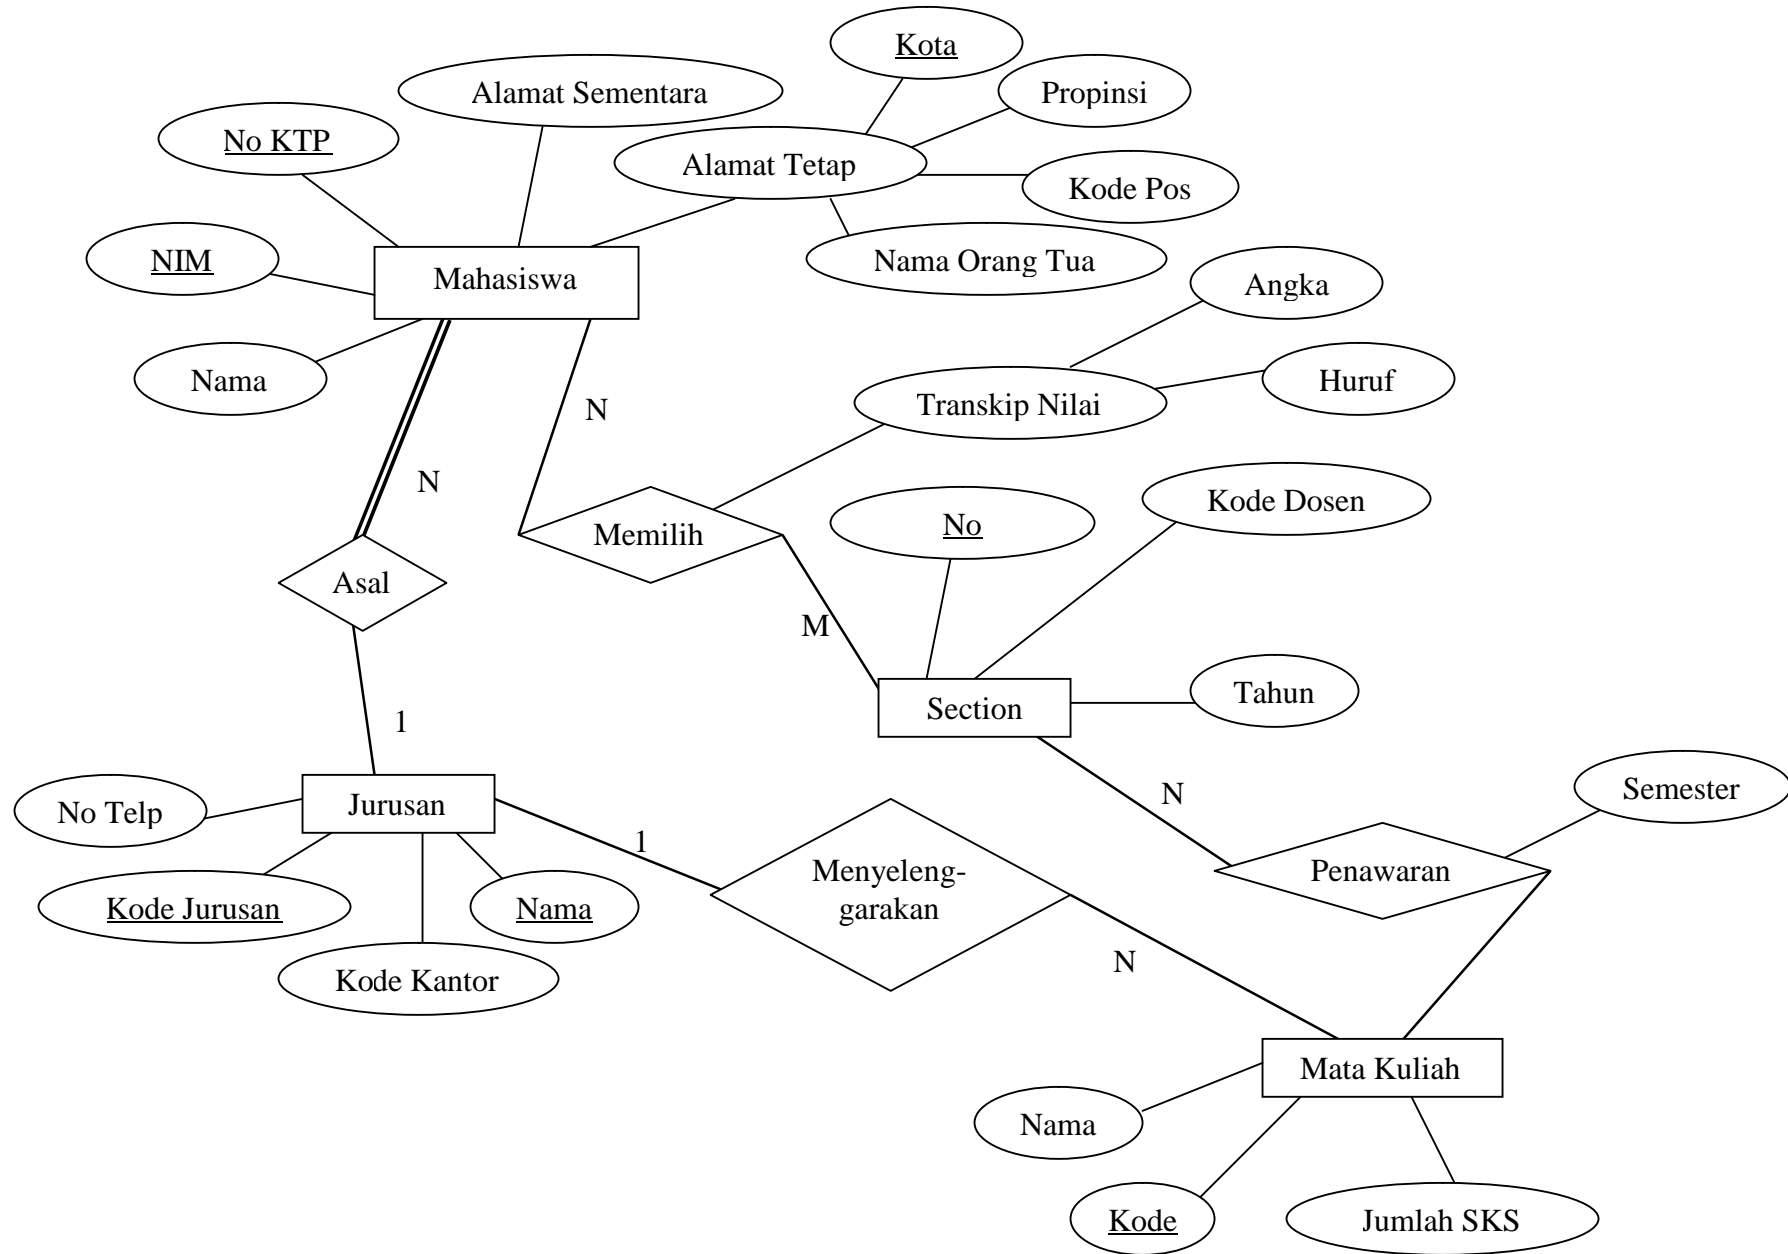 Kota
Alamat Sementara
Propinsi
No KTP
Alamat Tetap
Kode Pos
NIM
Mahasiswa
Nama Orang Tua
Angka
Nama
Huruf
Transkip Nilai
N
N
Kode Dosen
No
Memilih
Asal
M
Tahun
Section
1
Semester
N
No Telp
Jurusan
1
Menyeleng-
garakan
Penawaran
Kode Jurusan
Nama
N
Kode Kantor
Mata Kuliah
Nama
Kode
Jumlah SKS